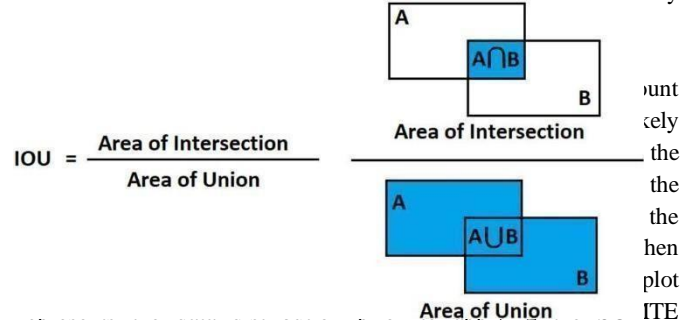 A
A∩B
B
Area of Intersection
IOU = Area of Intersection
Area of Union
A
A∪B
B
Area of Union
the
the
the
plot